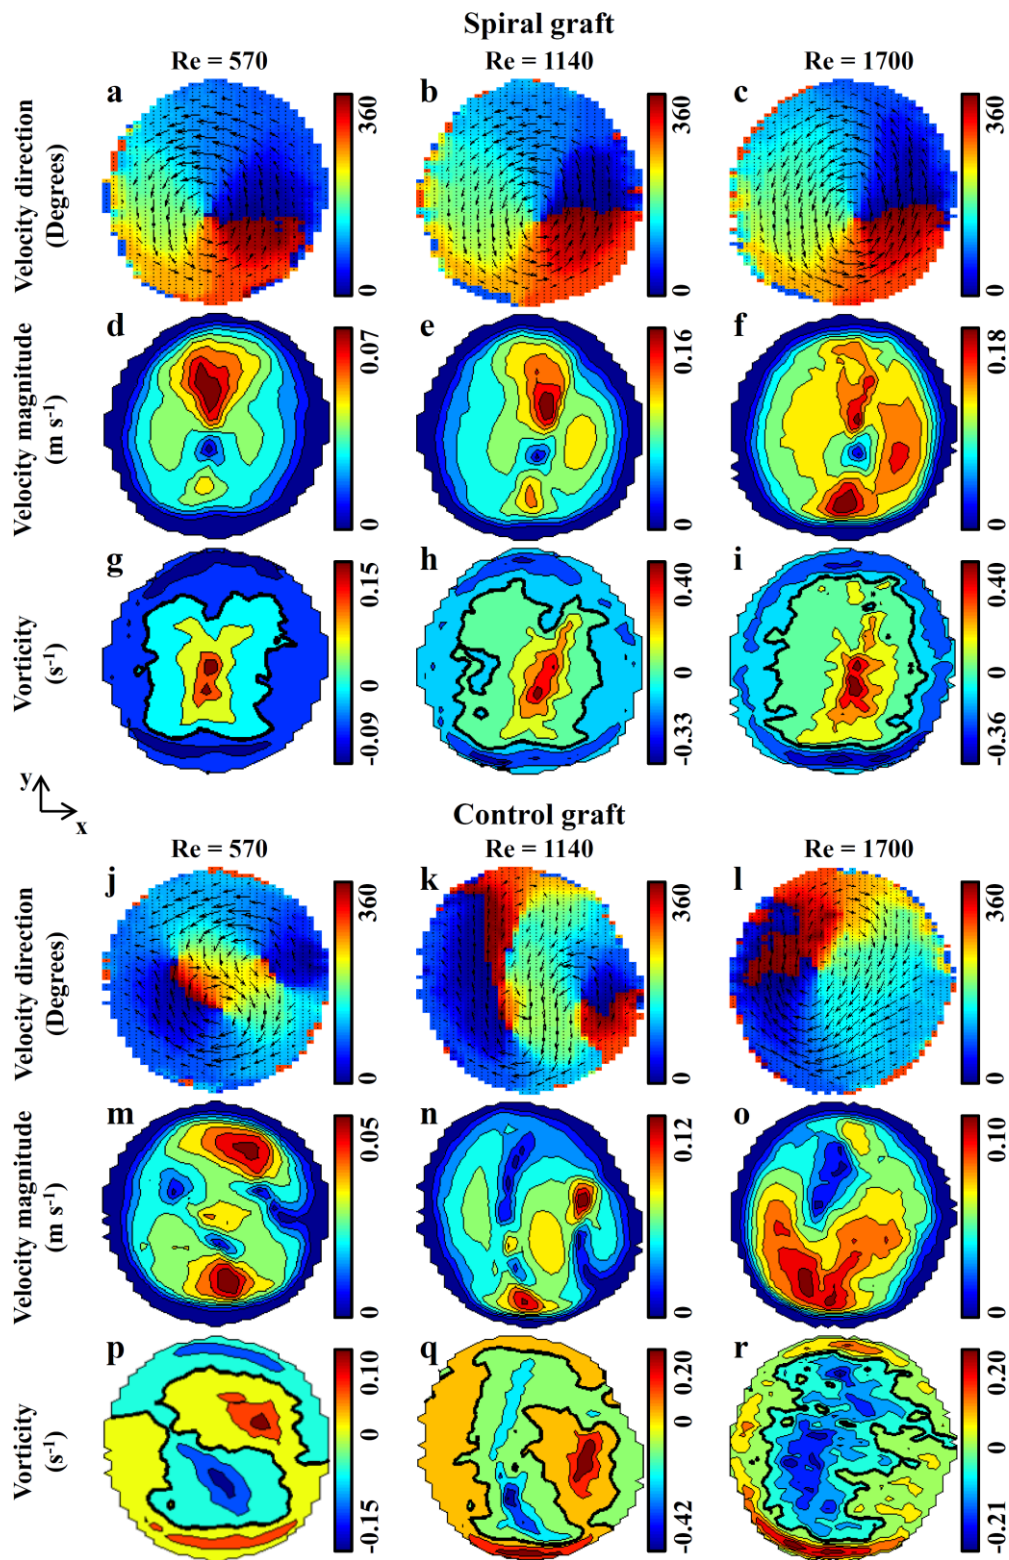 Spiral graft
Re = 570 Re = 1140 Re = 1700
Velocity direction
(Degrees)
a 360 0 b 360 0 c 360 0
Velocity magnitude
(m s-1)
d 0.07 0 e 0.16 0 f 0.18 0
Vorticity
(s-1)
g 0.15 0 -0.09 h 0.40 0 -0.33 i 0.40 0 -0.36
y
x
Control graft
Re = 570 Re = 1140 Re = 1700
Velocity direction
(Degrees)
j 360 0 k 360 0 l 360 0
Velocity magnitude
(m s-1)
m 0.05 0 n 0.12 0 o 0.10 0
Vorticity
(s-1)
p 0.10 0 -0.15 q 0.20 0 -0.42 r 0.20 0 -0.21